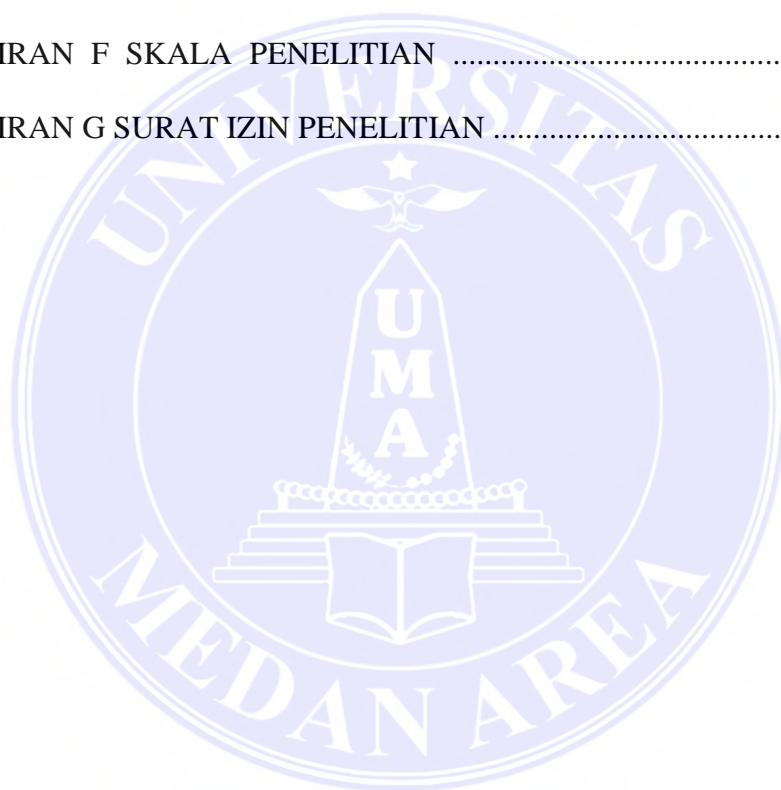 IRAN F SKALA PENELITIAN ........................................
IRAN G SURAT IZIN PENELITIAN ...................................
UNIVERSITAS
U
M
A
MEDAN AREA